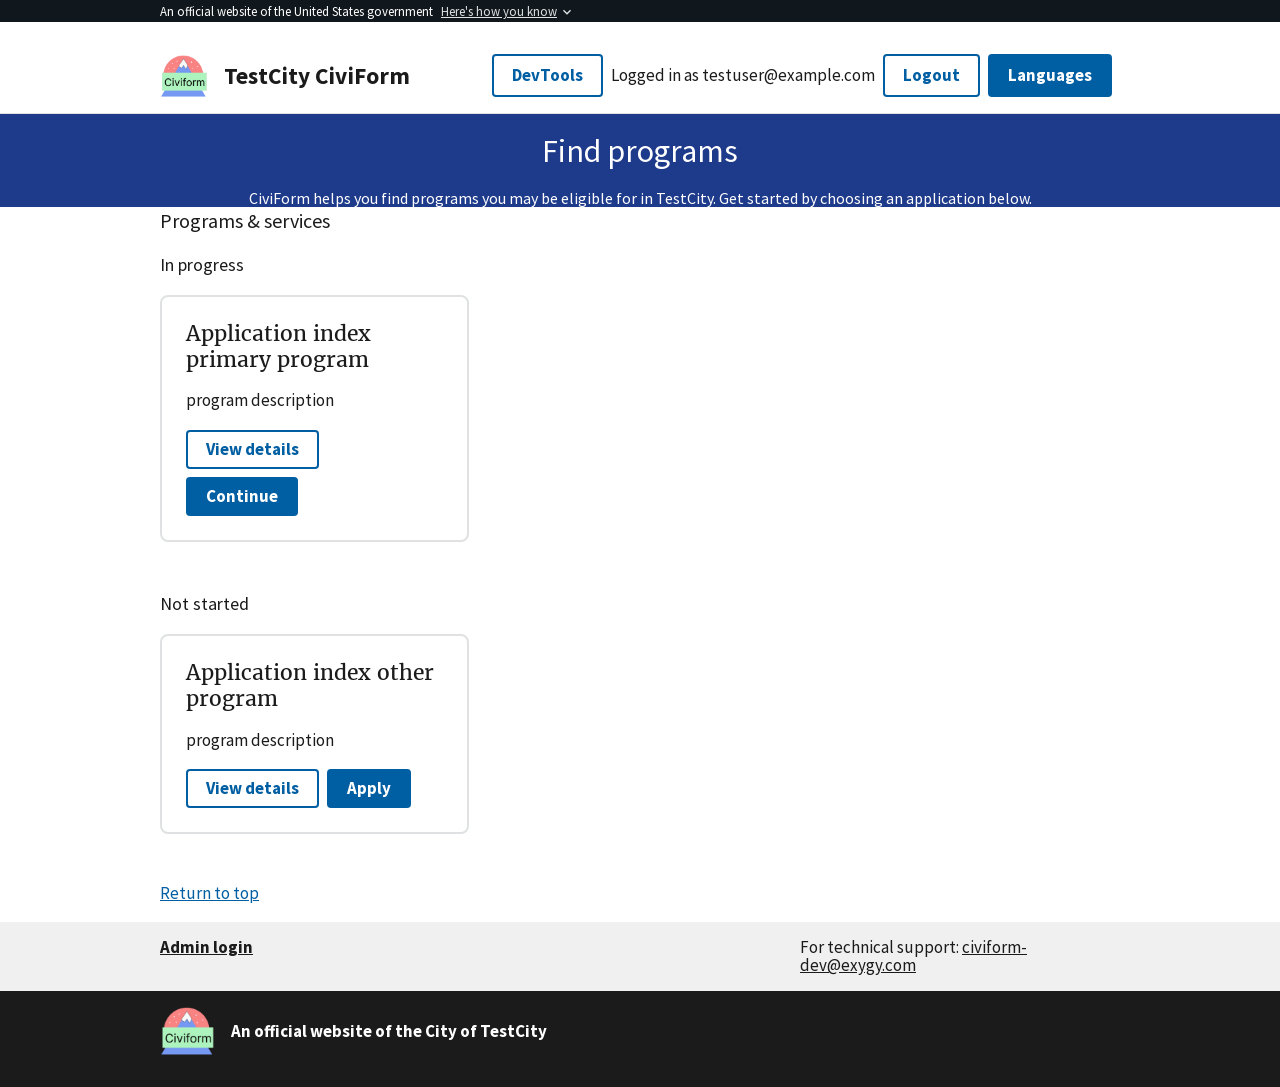 An official website of the United States government Here's how you know
Civiform
TestCity CiviForm
DevTools
Logged in as testuser@example.com
Logout
Languages
Find programs
CiviForm helps you find programs you may be eligible for in TestCity. Get started by choosing an application below.
Programs & services
In progress
Application index
primary program
program description
View details
Continue
Not started
Application index other
program
program description
View details
Apply
Return to top
Admin login
For technical support: civiform-
dev@exygy.com
Civiform
An official website of the City of TestCity